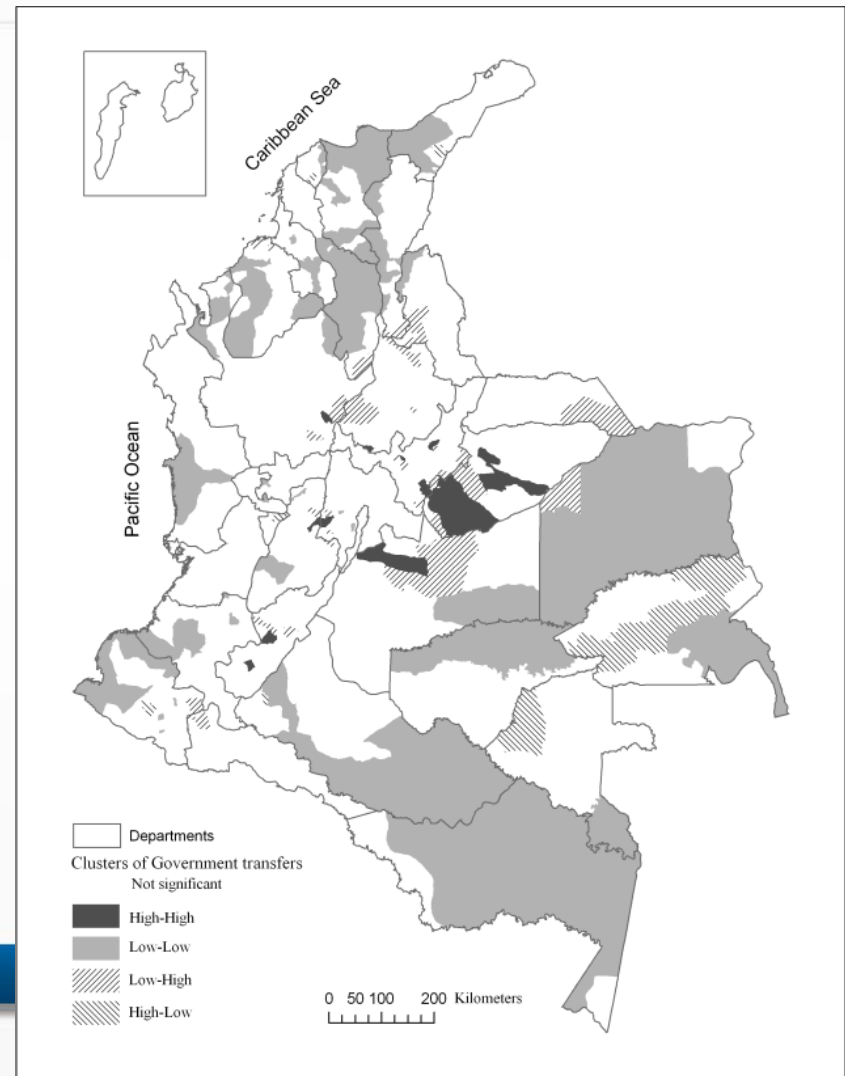 Caribbean Sea
Pacific Ocean
Departments
Clusters of Government transfers
Not significant
High-High
Low-Low
Low-High
High-Low
0 50 100 200 Kilometers